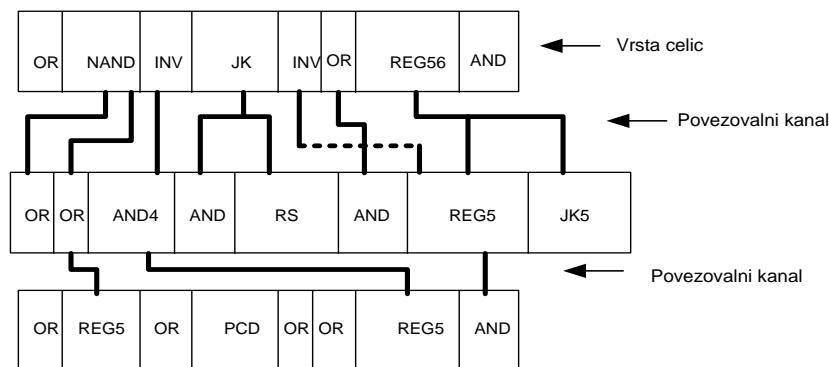 OR NAND INV JK INV OR REG56 AND
Vrsta celic
Povezovalni kanal
OR OR AND4 AND RS AND REG5 JK5
Povezovalni kanal
OR REG5 OR PCD OR OR REG5 AND